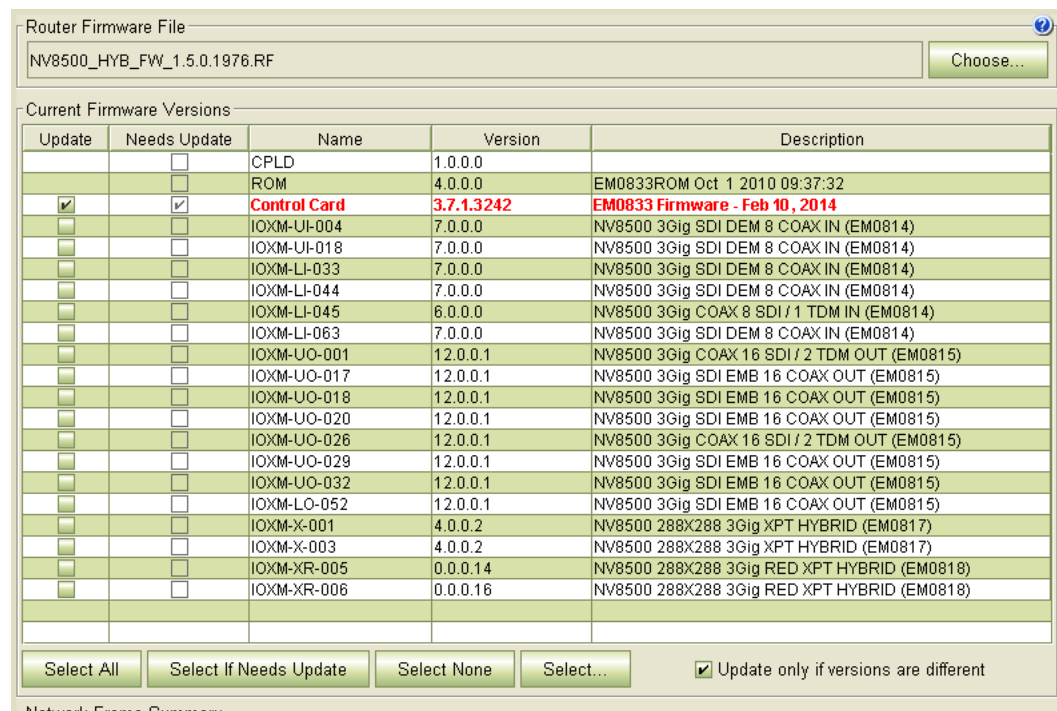 Router Firmware File
NV8500_HYB_FW_1.5.0.1976.RF Choose...
Current Firmware Versions
Update Needs Update Name Version Description
CPLD 1.0.0.0
ROM 4.0.0.0 EM0833ROM Oct 1 2010 09:37:32
Control Card 3.7.1.3242 EM0833 Firmware - Feb 10, 2014
IOXM-UI-004 7.0.0.0 NV8500 3Gig SDI DEM 8 COAX IN (EM0814)
IOXM-UI-018 7.0.0.0 NV8500 3Gig SDI DEM 8 COAX IN (EM0814)
IOXM-LI-033 7.0.0.0 NV8500 3Gig SDI DEM 8 COAX IN (EM0814)
IOXM-LI-044 7.0.0.0 NV8500 3Gig SDI DEM 8 COAX IN (EM0814)
IOXM-LI-045 6.0.0.0 NV8500 3Gig COAX 8 SDI / 1 TDM IN (EM0814)
IOXM-LI-063 7.0.0.0 NV8500 3Gig SDI DEM 8 COAX IN (EM0814)
IOXM-UO-001 12.0.0.1 NV8500 3Gig COAX 16 SDI / 2 TDM OUT (EM0815)
IOXM-UO-017 12.0.0.1 NV8500 3Gig SDI EMB 16 COAX OUT (EM0815)
IOXM-UO-018 12.0.0.1 NV8500 3Gig SDI EMB 16 COAX OUT (EM0815)
IOXM-UO-020 12.0.0.1 NV8500 3Gig SDI EMB 16 COAX OUT (EM0815)
IOXM-UO-026 12.0.0.1 NV8500 3Gig COAX 16 SDI / 2 TDM OUT (EM0815)
IOXM-UO-029 12.0.0.1 NV8500 3Gig SDI EMB 16 COAX OUT (EM0815)
IOXM-UO-032 12.0.0.1 NV8500 3Gig SDI EMB 16 COAX OUT (EM0815)
IOXM-LO-052 12.0.0.1 NV8500 3Gig SDI EMB 16 COAX OUT (EM0815)
IOXM-X-001 4.0.0.2 NV8500 288X288 3Gig XPT HYBRID (EM0817)
IOXM-X-003 4.0.0.2 NV8500 288X288 3Gig XPT HYBRID (EM0817)
IOXM-XR-005 0.0.0.14 NV8500 288X288 3Gig RED XPT HYBRID (EM0818)
IOXM-XR-006 0.0.0.16 NV8500 288X288 3Gig RED XPT HYBRID (EM0818)
Select All Select If Needs Update Select None Select... Update only if versions are different